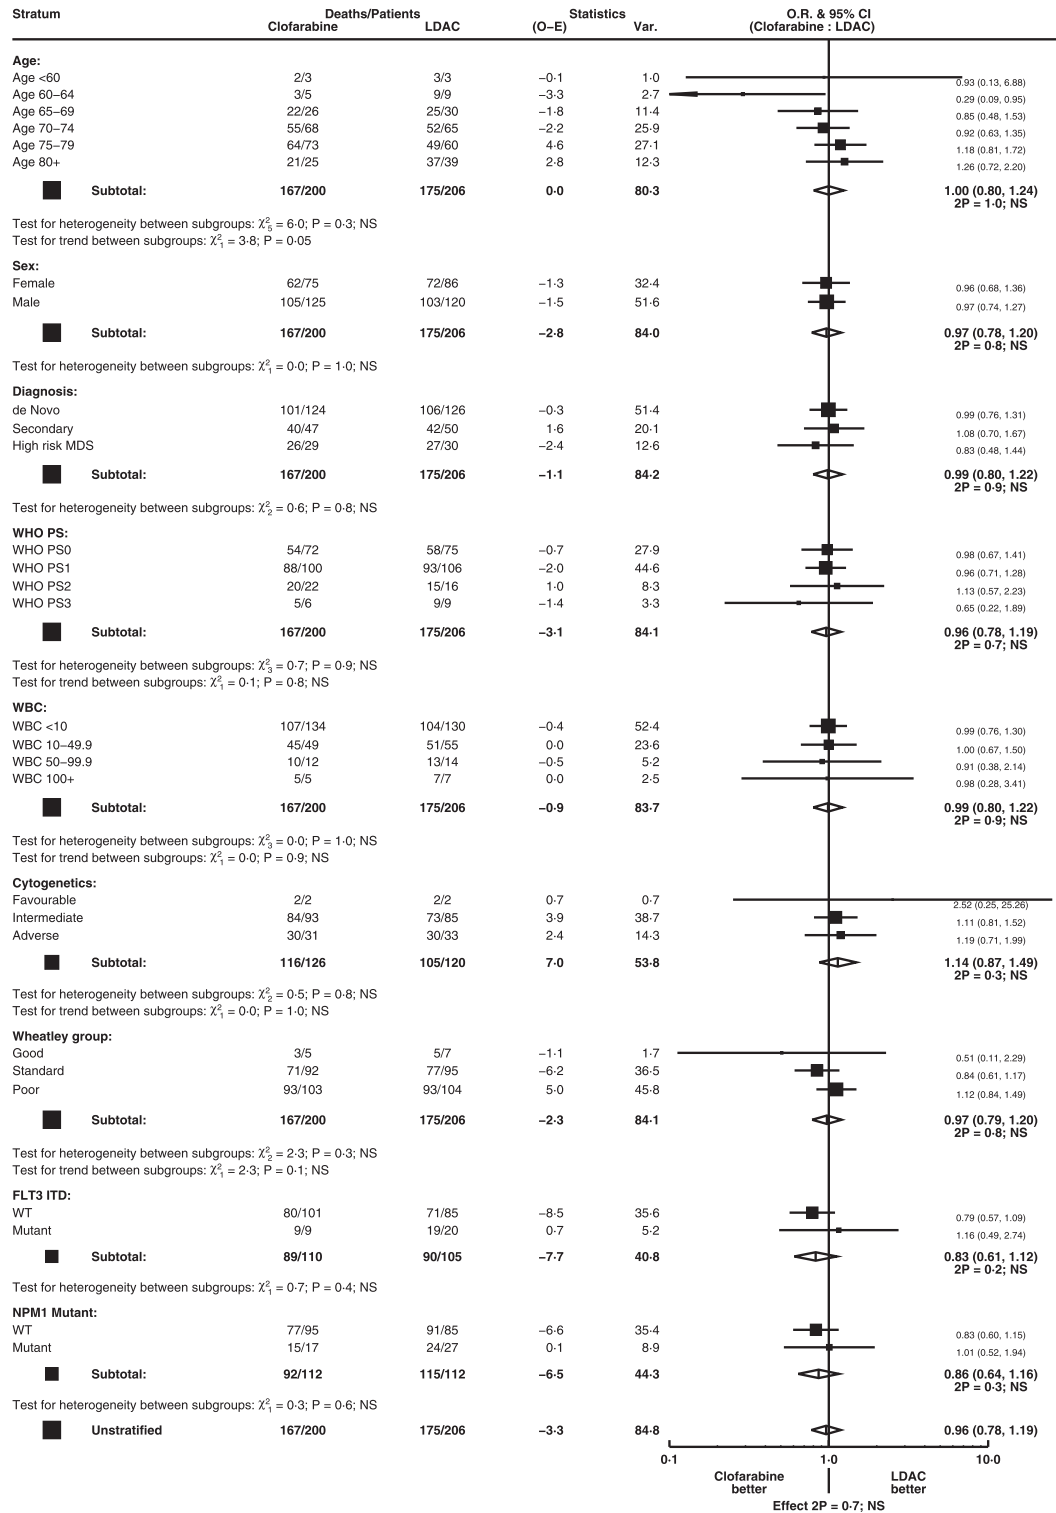 Stratum Deaths/Patients Statistics O.R. & 95% CI
Clofarabine LDAC (O−E) Var. (Clofarabine : LDAC)
Age:
Age <60 2/3 3/3 −0·1 1·0 0·93 (0·13, 6·88)
Age 60−64 3/5 9/9 −3·3 2·7 0·29 (0·09, 0·95)
Age 65−69 22/26 25/30 −1·8 11·4 0·85 (0·48, 1·53)
Age 70−74 55/68 52/65 −2·2 25·9 0·92 (0·63, 1·35)
Age 75−79 64/73 49/60 4·6 27·1 1·18 (0·81, 1·72)
Age 80+ 21/25 37/39 2·8 12·3 1·26 (0·72, 2·20)
Subtotal: 167/200 175/206 0·0 80·3 1·00 (0·80, 1·24)
2P = 1·0; NS
Test for heterogeneity between subgroups: χ²₅ = 6·0; P = 0·3; NS
Test for trend between subgroups: χ²₁ = 3·8; P = 0·05
Sex:
Female 62/75 72/86 −1·3 32·4 0·96 (0·68, 1·36)
Male 105/125 103/120 −1·5 51·6 0·97 (0·74, 1·27)
Subtotal: 167/200 175/206 −2·8 84·0 0·97 (0·78, 1·20)
2P = 0·8; NS
Test for heterogeneity between subgroups: χ²₁ = 0·0; P = 1·0; NS
Diagnosis:
de Novo 101/124 106/126 −0·3 51·4 0·99 (0·76, 1·31)
Secondary 40/47 42/50 1·6 20·1 1·08 (0·70, 1·67)
High risk MDS 26/29 27/30 −2·4 12·6 0·83 (0·48, 1·44)
Subtotal: 167/200 175/206 −1·1 84·2 0·99 (0·80, 1·22)
2P = 0·9; NS
Test for heterogeneity between subgroups: χ²₂ = 0·6; P = 0·8; NS
WHO PS:
WHO PS0 54/72 58/75 −0·7 27·9 0·98 (0·67, 1·41)
WHO PS1 88/100 93/106 −2·0 44·6 0·96 (0·71, 1·28)
WHO PS2 20/22 15/16 1·0 8·3 1·13 (0·57, 2·23)
WHO PS3 5/6 9/9 −1·4 3·3 0·65 (0·22, 1·89)
Subtotal: 167/200 175/206 −3·1 84·1 0·96 (0·78, 1·19)
2P = 0·7; NS
Test for heterogeneity between subgroups: χ²₃ = 0·7; P = 0·9; NS
Test for trend between subgroups: χ²₁ = 0·1; P = 0·8; NS
WBC:
WBC <10 107/134 104/130 −0·4 52·4 0·99 (0·76, 1·30)
WBC 10−49.9 45/49 51/55 0·0 23·6 1·00 (0·67, 1·50)
WBC 50−99.9 10/12 13/14 −0·5 5·2 0·91 (0·38, 2·14)
WBC 100+ 5/5 7/7 0·0 2·5 0·98 (0·28, 3·41)
Subtotal: 167/200 175/206 −0·9 83·7 0·99 (0·80, 1·22)
2P = 0·9; NS
Test for heterogeneity between subgroups: χ²₃ = 0·0; P = 1·0; NS
Test for trend between subgroups: χ²₁ = 0·0; P = 0·9; NS
Cytogenetics:
Favourable 2/2 2/2 0·7 0·7 2·52 (0·25, 25·26)
Intermediate 84/93 73/85 3·9 38·7 1·11 (0·81, 1·52)
Adverse 30/31 30/33 2·4 14·3 1·19 (0·71, 1·99)
Subtotal: 116/126 105/120 7·0 53·8 1·14 (0·87, 1·49)
2P = 0·3; NS
Test for heterogeneity between subgroups: χ²₂ = 0·5; P = 0·8; NS
Test for trend between subgroups: χ²₁ = 0·0; P = 1·0; NS
Wheatley group:
Good 3/5 5/7 −1·1 1·7 0·51 (0·11, 2·29)
Standard 71/92 77/95 −6·2 36·5 0·84 (0·61, 1·17)
Poor 93/103 93/104 5·0 45·8 1·12 (0·84, 1·49)
Subtotal: 167/200 175/206 −2·3 84·1 0·97 (0·79, 1·20)
2P = 0·8; NS
Test for heterogeneity between subgroups: χ²₂ = 2·3; P = 0·3; NS
Test for trend between subgroups: χ²₁ = 2·3; P = 0·1; NS
FLT3 ITD:
WT 80/101 71/85 −8·5 35·6 0·79 (0·57, 1·09)
Mutant 9/9 19/20 0·7 5·2 1·16 (0·49, 2·74)
Subtotal: 89/110 90/105 −7·7 40·8 0·83 (0·61, 1·12)
2P = 0·2; NS
Test for heterogeneity between subgroups: χ²₁ = 0·7; P = 0·4; NS
NPM1 Mutant:
WT 77/95 91/85 −6·6 35·4 0·83 (0·60, 1·15)
Mutant 15/17 24/27 0·1 8·9 1·01 (0·52, 1·94)
Subtotal: 92/112 115/112 −6·5 44·3 0·86 (0·64, 1·16)
2P = 0·3; NS
Test for heterogeneity between subgroups: χ²₁ = 0·3; P = 0·6; NS
Unstratified 167/200 175/206 −3·3 84·8 0·96 (0·78, 1·19)
0·1 1·0 10·0
Clofarabine LDAC
better better
Effect 2P = 0·7; NS